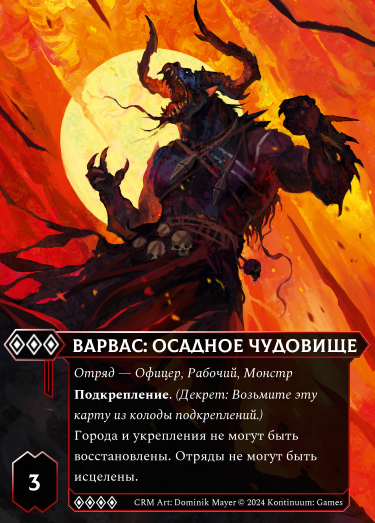 ВАРВАС: ОСАДНОЕ ЧУДОВИЩЕ
Отряд — Офицер, Рабочий, Монстр
Подкрепление. (Декрет: Возьмите эту
карту из колоды подкреплений.)
Города и укрепления не могут быть
восстановлены. Отряды не могут быть
исцелены.
3
CRM Art: Dominik Mayer © 2024 Kontinuum: Games